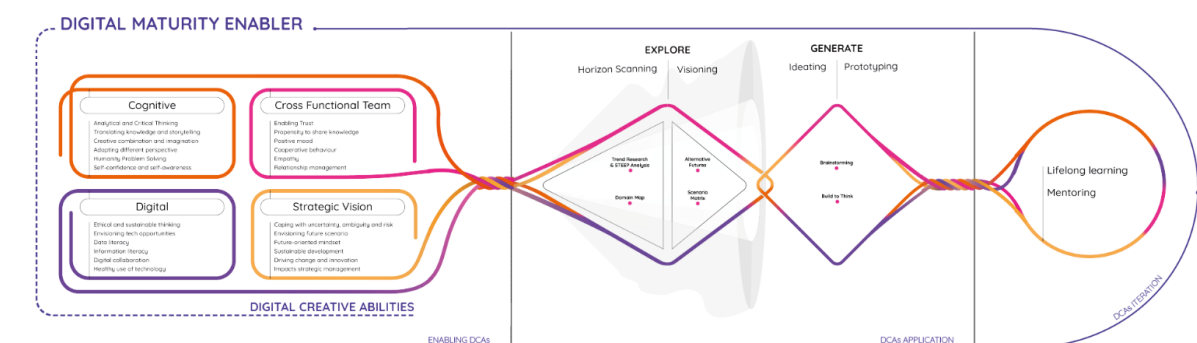 DIGITAL MATURITY ENABLER
Cognitive
Analytical and Critical Thinking
Translating knowledge and storytelling
Creative combination and imagination
Adapting different perspective
Humanity Problem Solving
Self-confidence and self-awareness
Cross Functional Team
Enabling Trust
Propensity to share knowledge
Positive mood
Cooperative behaviour
Empathy
Relationship management
Digital
Ethical and sustainable thinking
Envisioning tech opportunities
Data literacy
Information literacy
Digital collaboration
Healthy use of technology
Strategic Vision
Coping with uncertainty, ambiguity and risk
Envisioning future scenario
Future-oriented mindset
Sustainable development
Driving change and innovation
Impacts strategic management
DIGITAL CREATIVE ABILITIES
ENABLING DCAs
EXPLORE
Horizon Scanning
Visioning
Trend Research
& STEEP Analysis
Domain Map
Alternative
Futures
Scenario
Matrix
GENERATE
Ideating
Prototyping
Brainstorming
Build to Think
DCAs APPLICATION
Lifelong learning
Mentoring
DCAs ITERATION